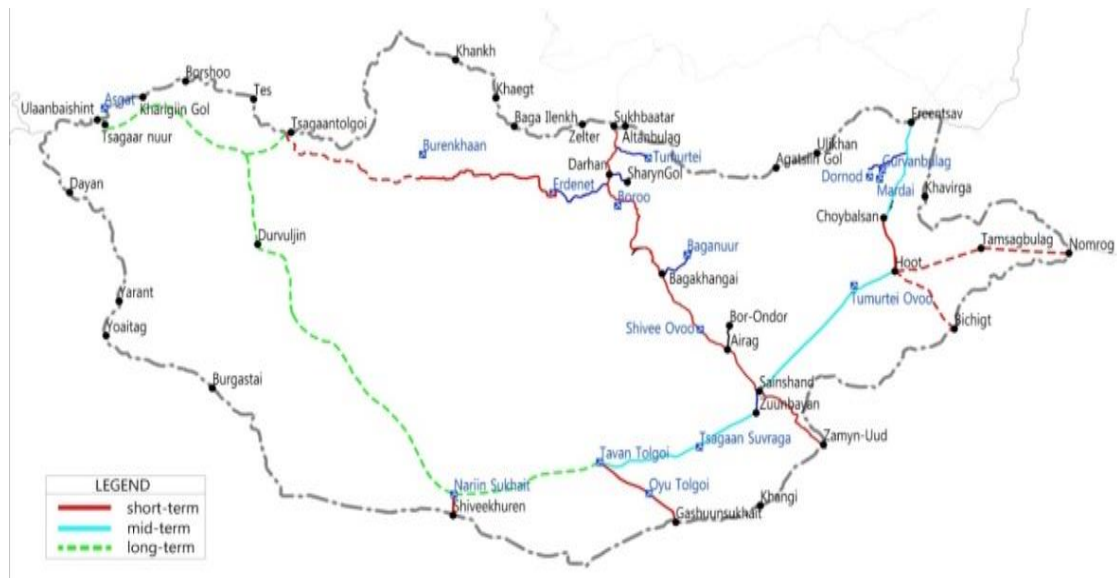 Khankh
Borshoo
Tes
Khaegt
Asgat
Khangiin Gol
Ulaanbaishint
Tsagaar nuur
Tsagaantolgoi
Baga Ilenkh
Zelter
Sukhbaatar
Altanbulag
Ereentsav
Ulikhan
Agatsiin Gol
Burenkhaan
Tumurtei
Darhan
SharynGol
Gurvanbulag
Dornod
Mardai
Khavirga
Dayan
Erdenet
Boroo
Choybalsan
Durvuljin
Baganuur
Tamsagbulag
Nomrog
Hoot
Bagakhangai
Yarant
Tumurtei Ovoo
Yoaitag
Bor-Ondor
Shivee Ovoo
Bichigt
Airag
Burgastai
Sainshand
Zuunbayan
Zamyn-Uud
Tsagaan Suvraga
Tavan Tolgoi
Nariin Sukhait
Oyu Tolgoi
Shiveekhuren
Khangi
Gashuunsukhait
LEGEND
short-term
mid-term
long-term